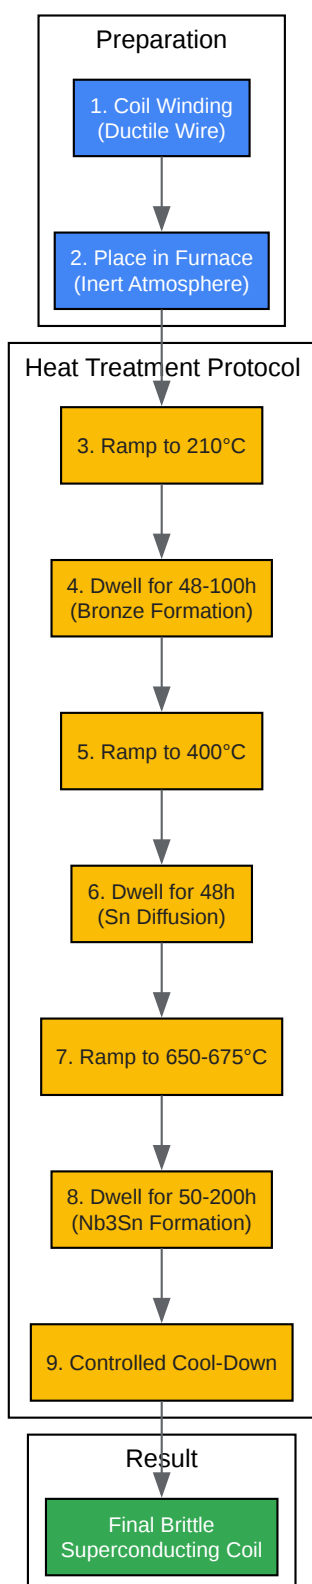 Preparation
1. Coil Winding
(Ductile Wire)
2. Place in Furnace
(Inert Atmosphere)
Heat Treatment Protocol
3. Ramp to 210°C
4. Dwell for 48-100h
(Bronze Formation)
5. Ramp to 400°C
6. Dwell for 48h
(Sn Diffusion)
7. Ramp to 650-675°C
8. Dwell for 50-200h
(Nb3Sn Formation)
9. Controlled Cool-Down
Result
Final Brittle
Superconducting Coil